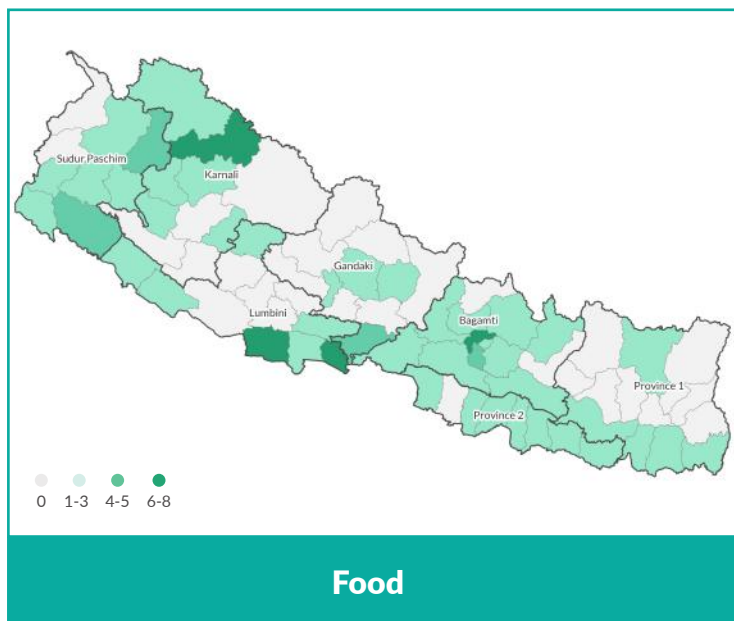 Sudur Paschim
Karnali
Gandaki
Lumbini
Bagamti
Province 1
Province 2
0 1-3 4-5 6-8
Food